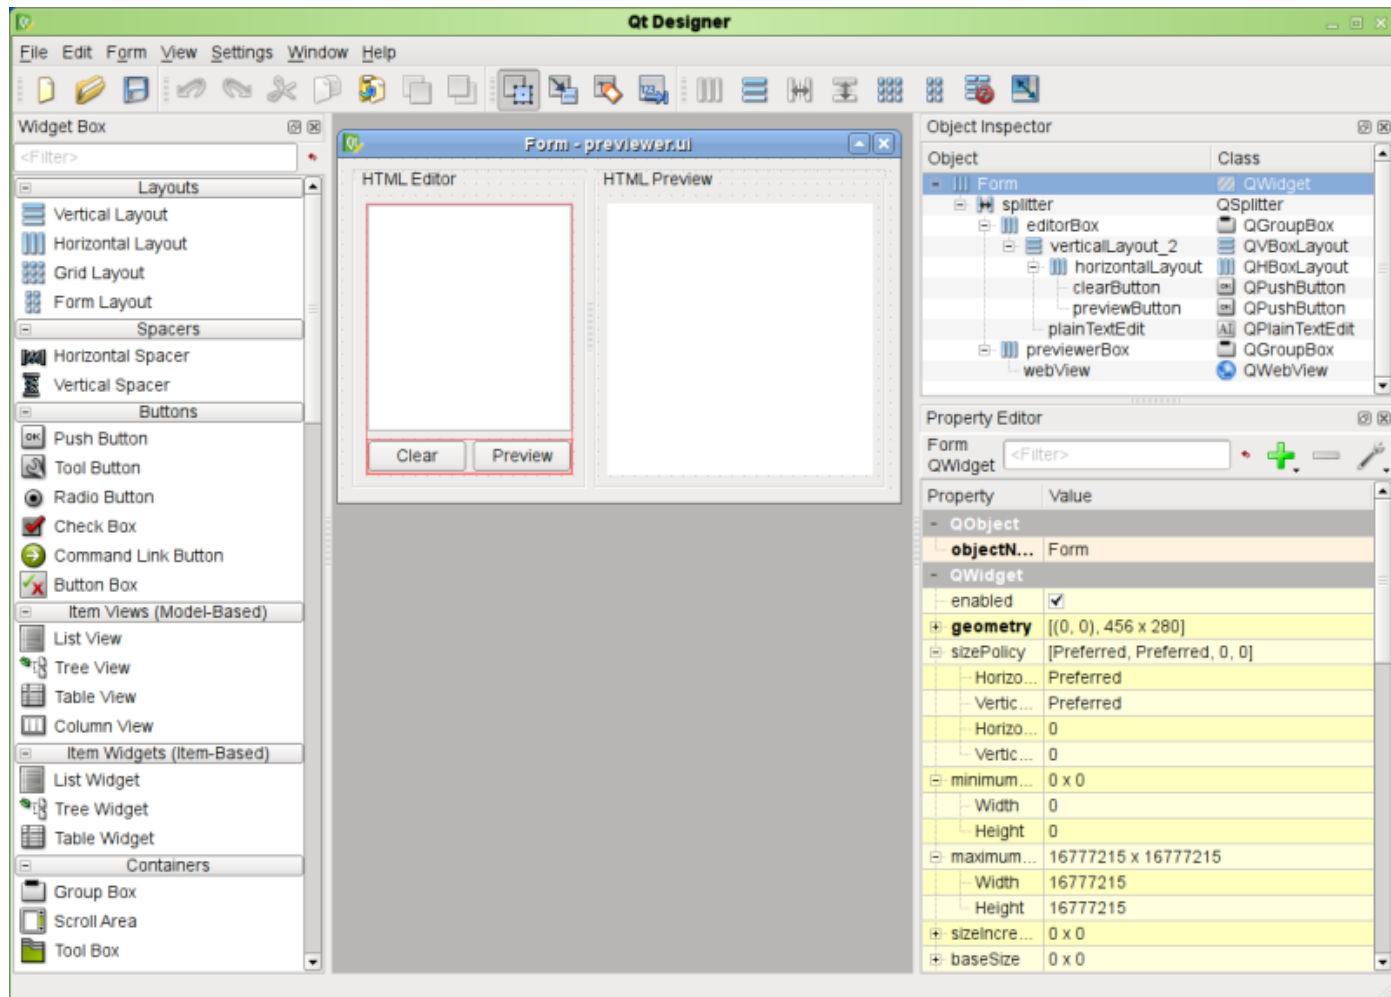 Qt Designer
File Edit Form View Settings Window Help
Widget Box
<Filter>
Layouts
Vertical Layout
Horizontal Layout
Grid Layout
Form Layout
Spacers
Horizontal Spacer
Vertical Spacer
Buttons
OK Push Button
Tool Button
Radio Button
Check Box
Command Link Button
Button Box
Item Views (Model-Based)
List View
Tree View
Table View
Column View
Item Widgets (Item-Based)
List Widget
Tree Widget
Table Widget
Containers
Group Box
Scroll Area
Tool Box
Form - previewer.ui
HTML Editor HTML Preview
Clear Preview
Object Inspector
Object Class
Form QWidget
splitter QSplitter
editorBox QGroupBox
verticalLayout_2 QVBoxLayout
horizontalLayout QHBoxLayout
clearButton QPushButton
previewButton QPushButton
plainTextEdit QPlainTextEdit
previewerBox QGroupBox
webView QWebView
Property Editor
Form
QWidget <Filter>
Property Value
QObject
objectN... Form
QWidget
enabled
geometry [(0, 0), 456 x 280]
sizePolicy [Preferred, Preferred, 0, 0]
Horizo... Preferred
Vertic... Preferred
Horizo... 0
Vertic... 0
minimum... 0 x 0
Width 0
Height 0
maximum... 16777215 x 16777215
Width 16777215
Height 16777215
sizeIncre... 0 x 0
baseSize 0 x 0